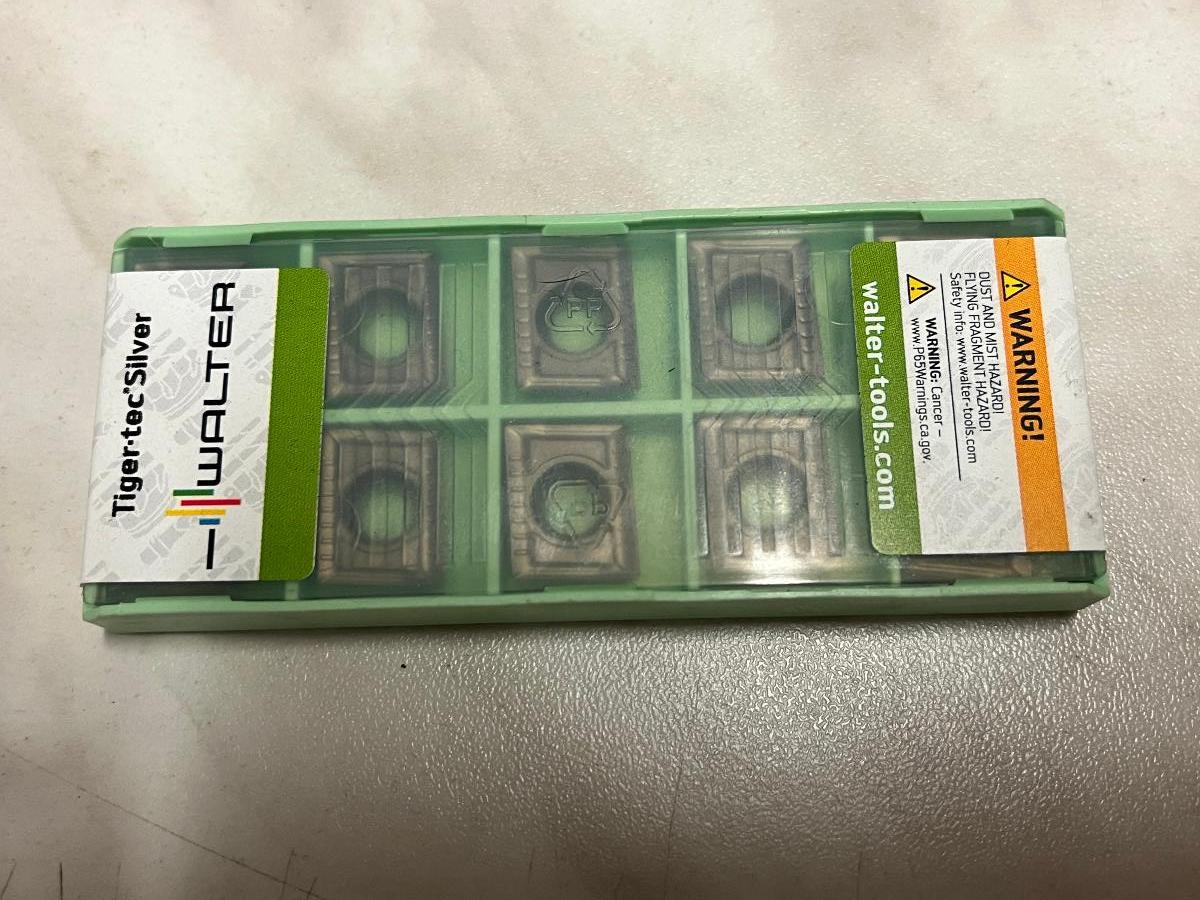 Tiger·tec®Silver
WALTER
walter-tools.com
WARNING!
DUST AND MIST HAZARD!
FLYING FRAGMENT HAZARD!
Safety info: www.walter-tools.com
WARNING: Cancer –
www.P65Warnings.ca.gov.
PP